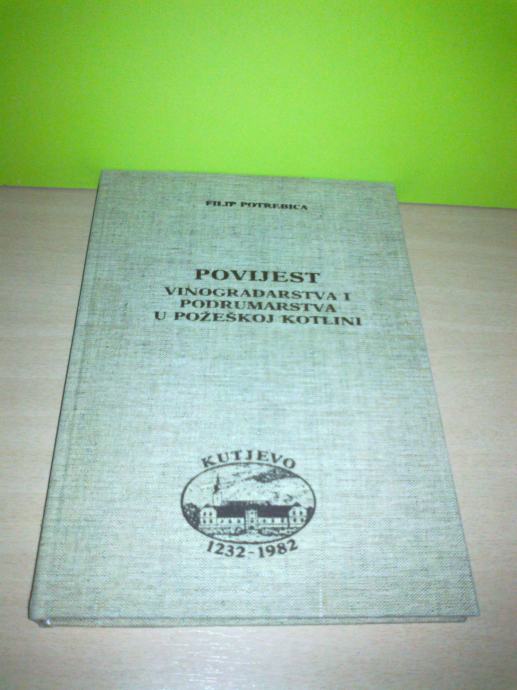 FILIP POTREBICA
POVIJEST
VINOGRADARSTVA I
PODRUMARSTVA
U POŽEŠKOJ KOTLINI
KUTJEVO
1232-1982